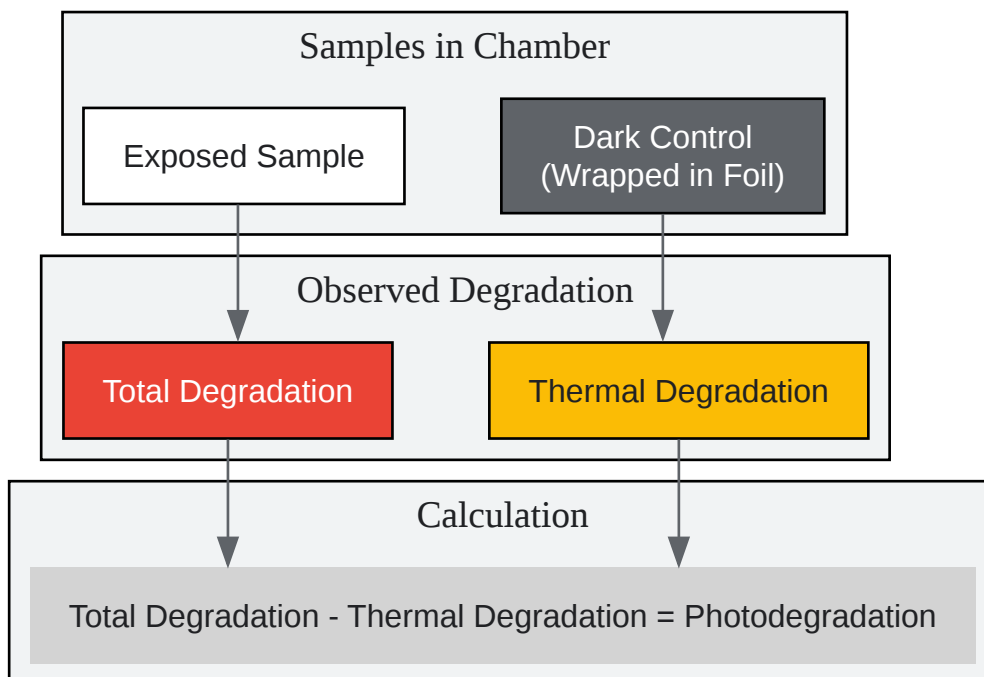 Samples in Chamber
Exposed Sample
Dark Control
(Wrapped in Foil)
Observed Degradation
Total Degradation
Thermal Degradation
Calculation
Total Degradation - Thermal Degradation = Photodegradation